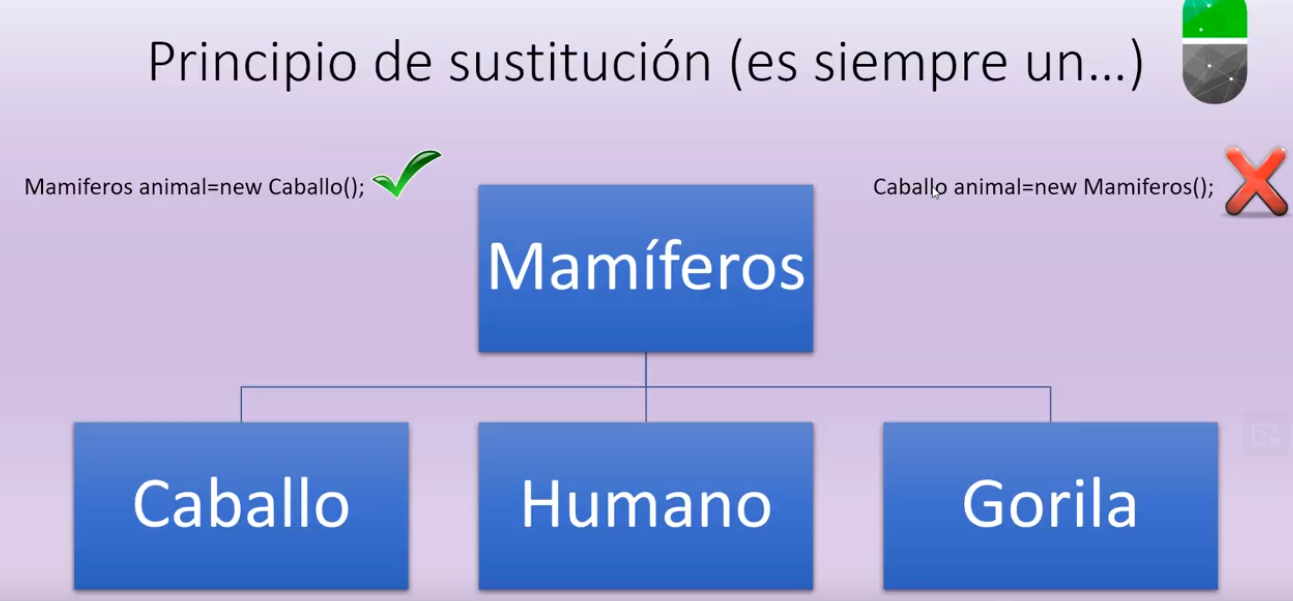 Principio de sustitución (es siempre un...)
Mamiferos animal=new Caballo();
Caballo animal=new Mamiferos();
Mamíferos
Caballo
Humano
Gorila